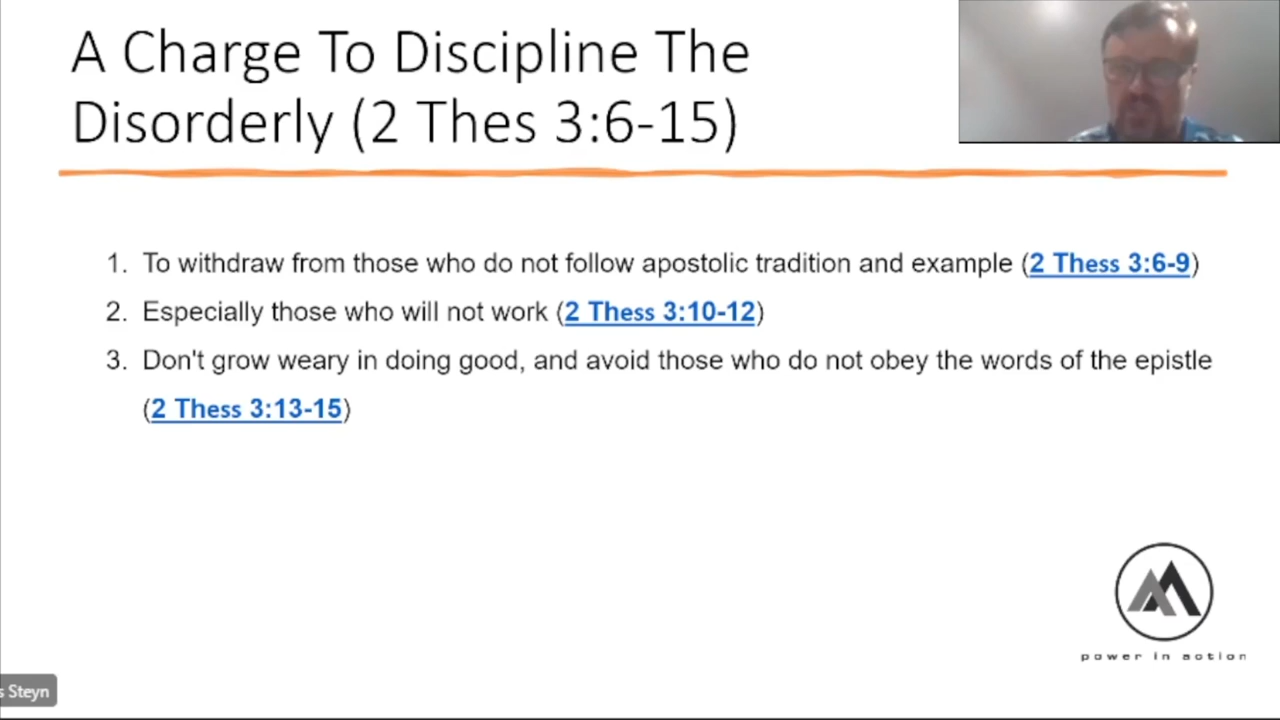 A Charge To Discipline The
Disorderly (2 Thes 3:6-15)
1. To withdraw from those who do not follow apostolic tradition and example (2 Thess 3:6-9)
2. Especially those who will not work (2 Thess 3:10-12)
3. Don't grow weary in doing good, and avoid those who do not obey the words of the epistle
(2 Thess 3:13-15)
power in action
s Steyn